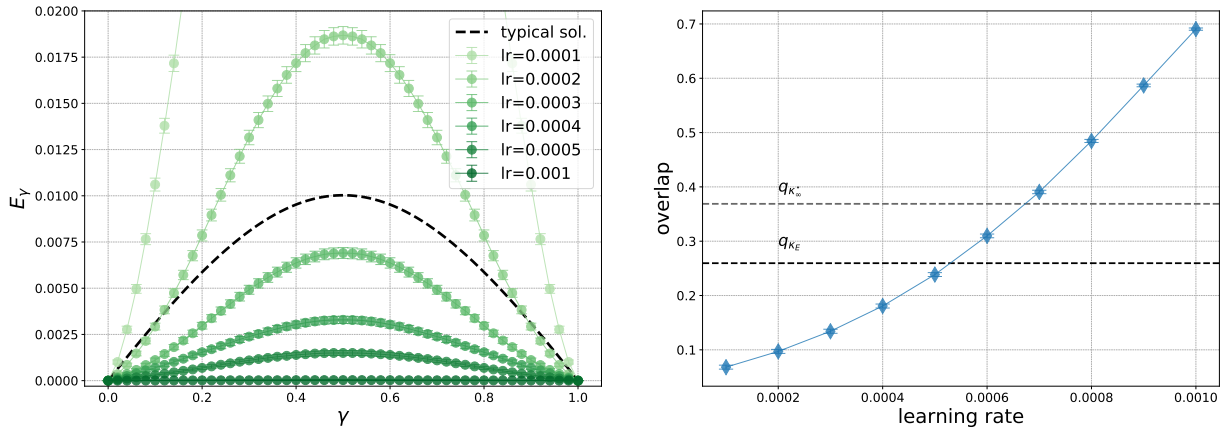 0.0200
0.0175
0.0150
0.0125
0.0100
0.0075
0.0050
0.0025
0.0000
E_γ
0.0 0.2 0.4 0.6 0.8 1.0
γ
typical sol.
lr=0.0001
lr=0.0002
lr=0.0003
lr=0.0004
lr=0.0005
lr=0.001
0.7
0.6
0.5
0.4
0.3
0.2
0.1
overlap
q_{κ^*_∞}
q_{κ_E}
0.0002 0.0004 0.0006 0.0008 0.0010
learning rate